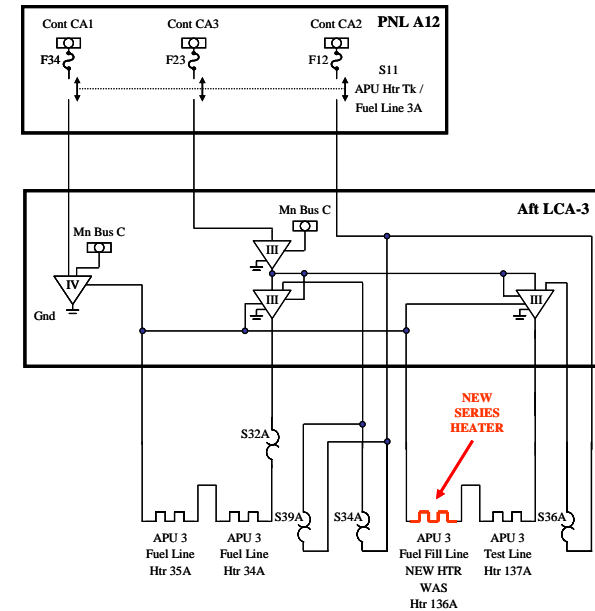 PNL A12
Cont CA1
Cont CA3
Cont CA2
F34
F23
F12
S11
APU Htr Tk /
Fuel Line 3A
Aft LCA-3
Mn Bus C
Mn Bus C
III
IV
III
III
Gnd
NEW
SERIES
HEATER
S32A
S39A
S34A
S36A
APU 3
Fuel Line
Htr 35A
APU 3
Fuel Line
Htr 34A
APU 3
Fuel Fill Line
NEW HTR
WAS
Htr 136A
APU 3
Test Line
Htr 137A